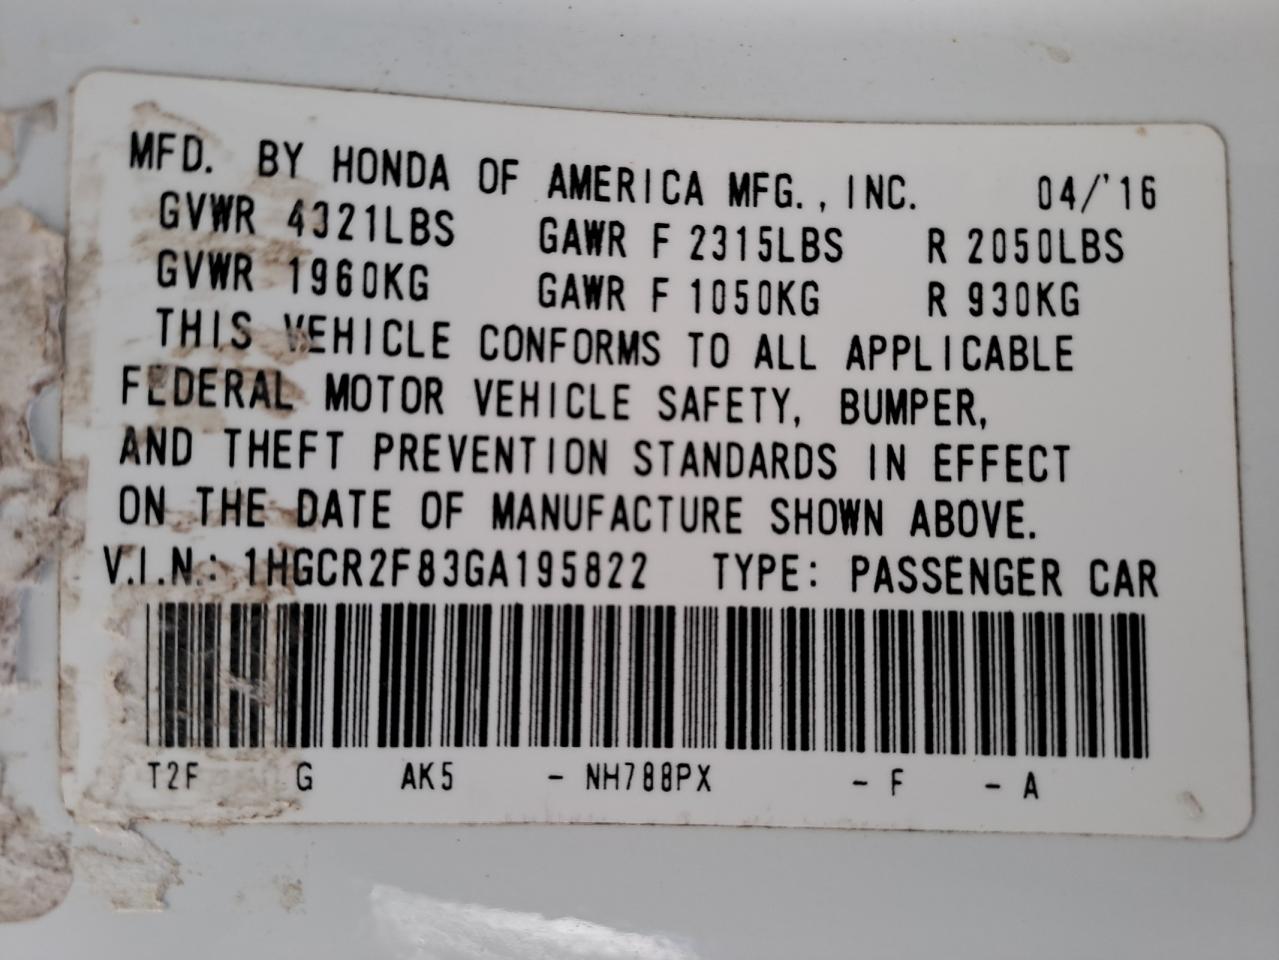 MFD. BY HONDA OF AMERICA MFG., INC. 04/'16
GVWR 4321LBS GAWR F 2315LBS R 2050LBS
GVWR 1960KG GAWR F 1050KG R 930KG
THIS VEHICLE CONFORMS TO ALL APPLICABLE
FEDERAL MOTOR VEHICLE SAFETY, BUMPER,
AND THEFT PREVENTION STANDARDS IN EFFECT
ON THE DATE OF MANUFACTURE SHOWN ABOVE.
V.I.N.: 1HGCR2F83GA195822 TYPE: PASSENGER CAR
T2F G AK5 - NH788PX - F - A